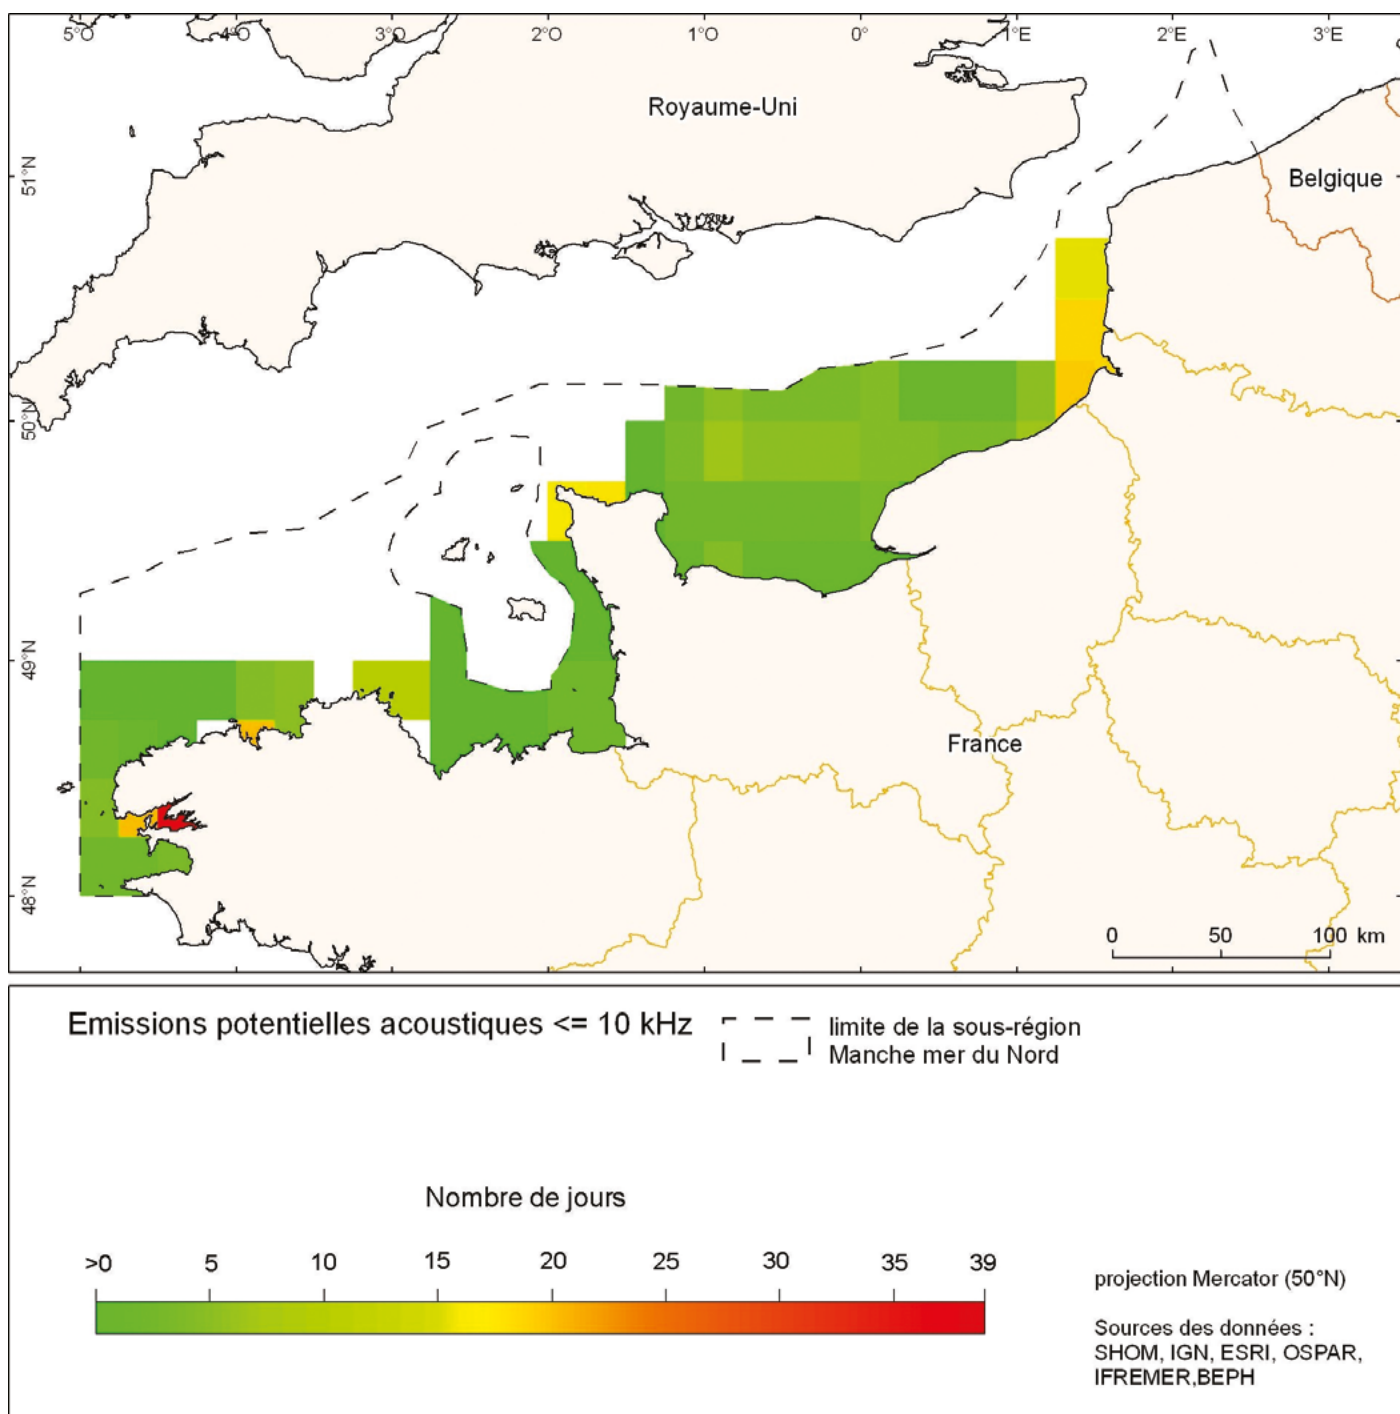 5°O 4°O 3°O 2°O 1°O 0° 1°E 2°E 3°E
Royaume-Uni
51°N
Belgique
50°N
49°N
France
48°N
0 50 100 km
Emissions potentielles acoustiques <= 10 kHz
limite de la sous-région
Manche mer du Nord
Nombre de jours
>0 5 10 15 20 25 30 35 39
projection Mercator (50°N)
Sources des données :
SHOM, IGN, ESRI, OSPAR,
IFREMER,BEPH